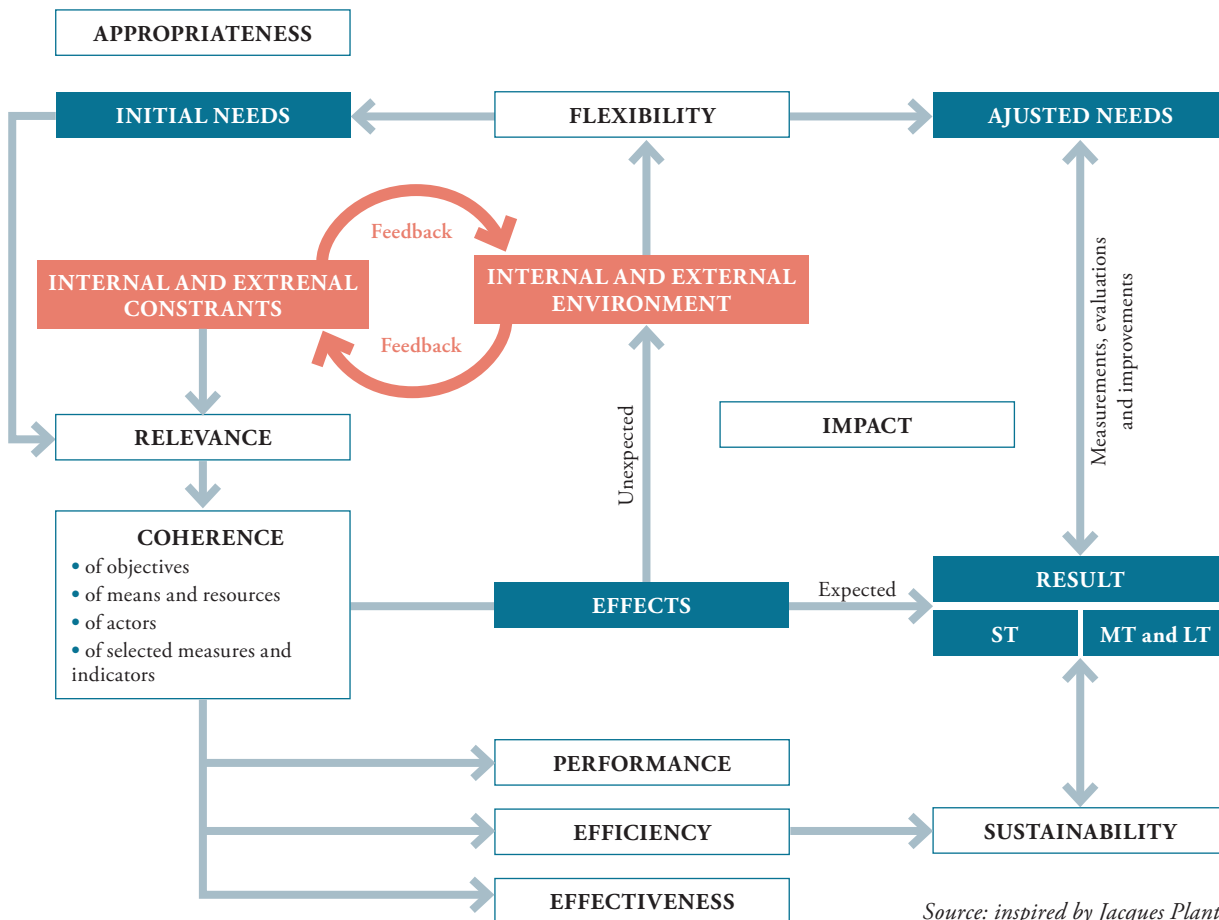 APPROPRIATENESS
INITIAL NEEDS
FLEXIBILITY
AJUSTED NEEDS
Feedback
INTERNAL AND EXTRENAL
CONSTRANTS
INTERNAL AND EXTERNAL
ENVIRONMENT
Feedback
Measurements, evaluations
and improvements
RELEVANCE
IMPACT
Unexpected
COHERENCE
• of objectives
• of means and resources
• of actors
• of selected measures and
indicators
EFFECTS
Expected
RESULT
ST
MT and LT
PERFORMANCE
EFFICIENCY
SUSTAINABILITY
EFFECTIVENESS
Source: inspired by Jacques Plant